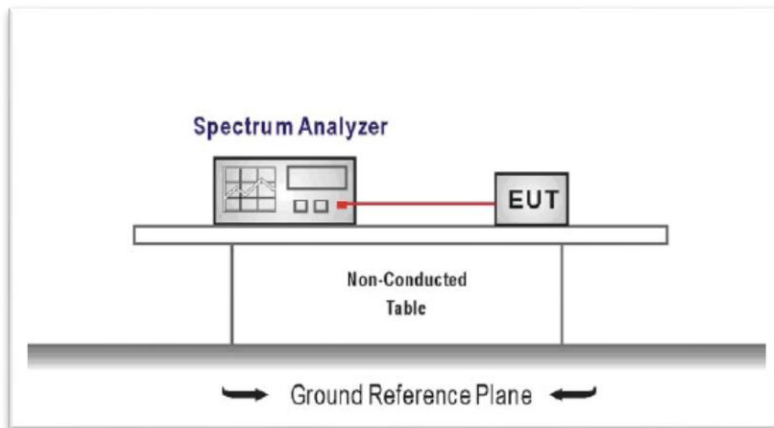 Spectrum Analyzer
EUT
Non-Conducted
Table
Ground Reference Plane